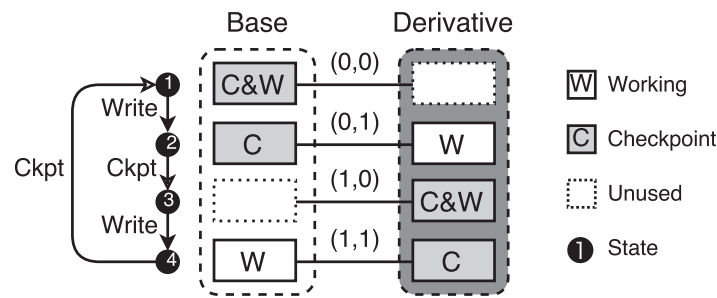 Base Derivative
1 C&W (0,0)
Write
2 C (0,1) W
Ckpt Ckpt
3 (1,0) C&W
Write
4 W (1,1) C
W Working
C Checkpoint
Unused
1 State